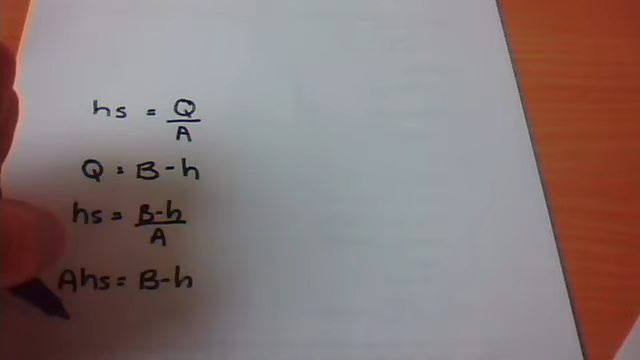 hs = Q/A
Q = B-h
hs = B-h/A
Ahs = B-h